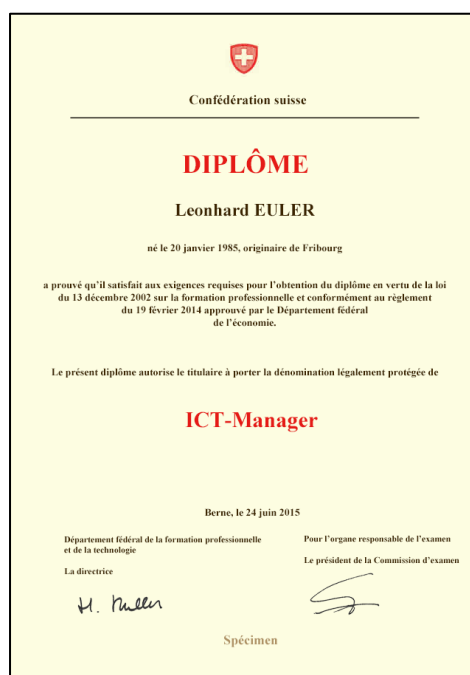 Confédération suisse
DIPLÔME
Leonhard EULER
né le 20 janvier 1985, originaire de Fribourg
a prouvé qu'il satisfait aux exigences requises pour l'obtention du diplôme en vertu de la loi
du 13 décembre 2002 sur la formation professionnelle et conformément au règlement
du 19 février 2014 approuvé par le Département fédéral
de l'économie.
Le présent diplôme autorise le titulaire à porter la dénomination légalement protégée de
ICT-Manager
Berne, le 24 juin 2015
Département fédéral de la formation professionnelle
et de la technologie
La directrice
Pour l'organe responsable de l'examen
Le président de la Commission d'examen
H. Muller
Spécimen